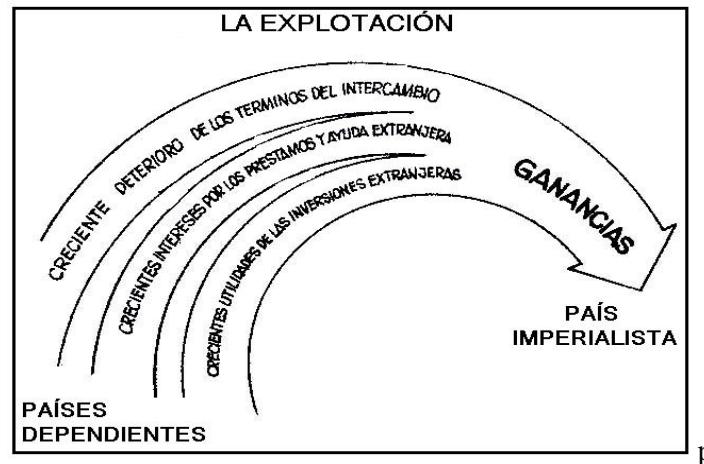 LA EXPLOTACIÓN
CRECIENTE DETERIORO DE LOS TERMINOS DEL INTERCAMBIO
CRECIENTES INTERESES POR LOS PRESTAMOS Y AYUDA EXTRANJERA
CRECIENTES UTILIDADES DE LAS INVERSIONES EXTRANJERAS
GANANCIAS
PAÍS
IMPERIALISTA
PAÍSES
DEPENDIENTES